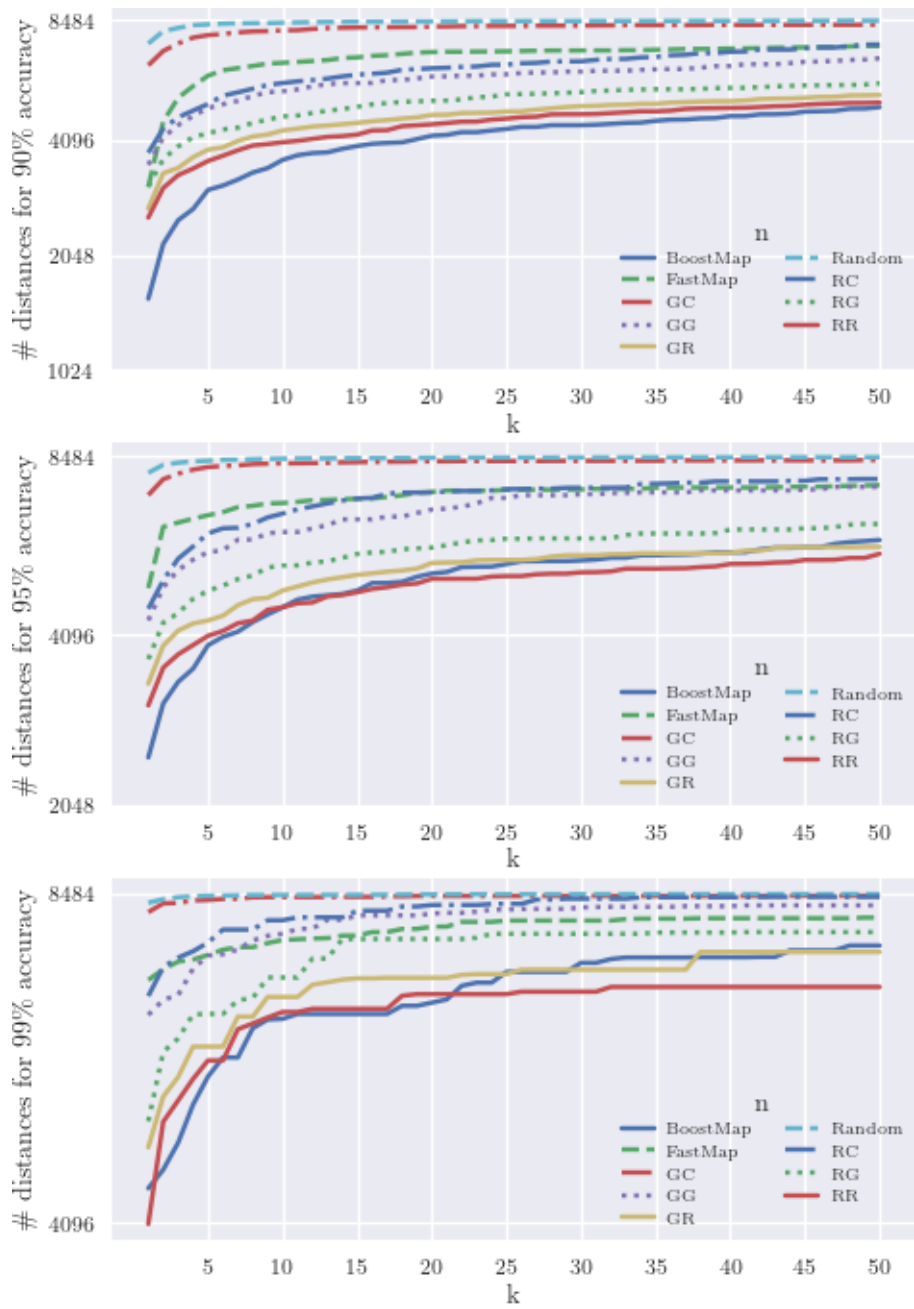 # distances for 90% accuracy
8484
4096
2048
1024
n
BoostMap Random
FastMap RC
GC RG
GG RR
GR
5 10 15 20 25 30 35 40 45 50
k
# distances for 95% accuracy
8484
4096
2048
n
BoostMap Random
FastMap RC
GC RG
GG RR
GR
5 10 15 20 25 30 35 40 45 50
k
# distances for 99% accuracy
8484
4096
n
BoostMap Random
FastMap RC
GC RG
GG RR
GR
5 10 15 20 25 30 35 40 45 50
k